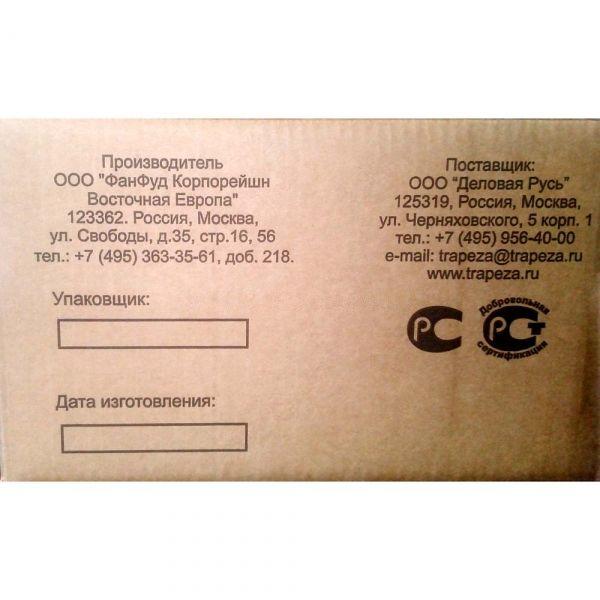 Производитель
ООО "ФанФуд Корпорейшн
Восточная Европа"
123362. Россия, Москва,
ул. Свободы, д.35, стр.16, 56
тел.: +7 (495) 363-35-61, доб. 218.
Упаковщик:
Дата изготовления:
Поставщик:
ООО “Деловая Русь”
125319, Россия, Москва,
ул. Черняховского, 5 корп. 1
тел.: +7 (495) 956-40-00
e-mail: trapeza@trapeza.ru
www.trapeza.ru
РС
Добровольная
РСТ
сертификация